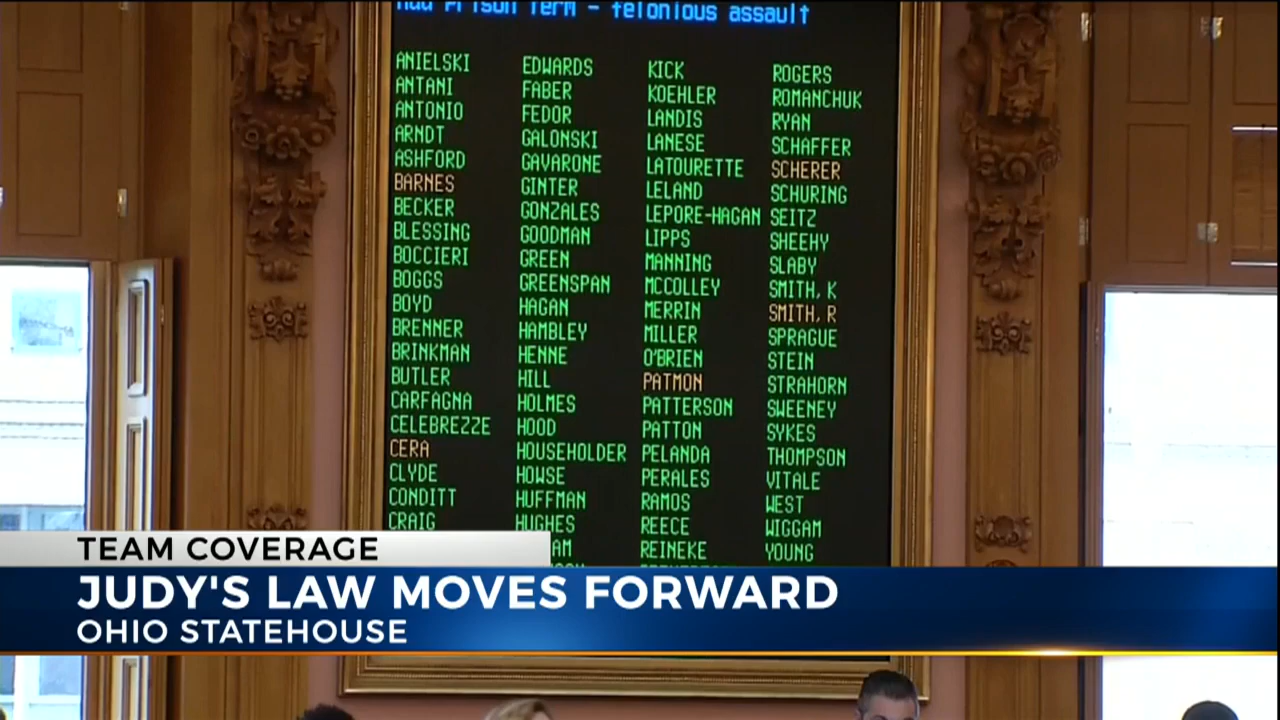 Add Prison Term - felonious assault
ANIELSKI
ANTANI
ANTONIO
ARNDT
ASHFORD
BARNES
BECKER
BLESSING
BOCCIERI
BOGGS
BOYD
BRENNER
BRINKMAN
BUTLER
CARFAGNA
CELEBREZZE
CERA
CLYDE
CONDITT
CRAIG
EDWARDS
FABER
FEDOR
GALONSKI
GAVARONE
GINTER
GONZALES
GOODMAN
GREEN
GREENSPAN
HAGAN
HAMBLEY
HENNE
HILL
HOLMES
HOOD
HOUSEHOLDER
HOWSE
HUFFMAN
HUGHES
KICK
KOEHLER
LANDIS
LANESE
LATOURETTE
LELAND
LEPORE-HAGAN
LIPPS
MANNING
MCCOLLEY
MERRIN
MILLER
O'BRIEN
PATMON
PATTERSON
PATTON
PELANDA
PERALES
RAMOS
REECE
REINEKE
ROGERS
ROMANCHUK
RYAN
SCHAFFER
SCHERER
SCHURING
SEITZ
SHEEHY
SLABY
SMITH, K
SMITH, R
SPRAGUE
STEIN
STRAHORN
SWEENEY
SYKES
THOMPSON
VITALE
WEST
WIGGAM
YOUNG
TEAM COVERAGE
JUDY'S LAW MOVES FORWARD
OHIO STATEHOUSE